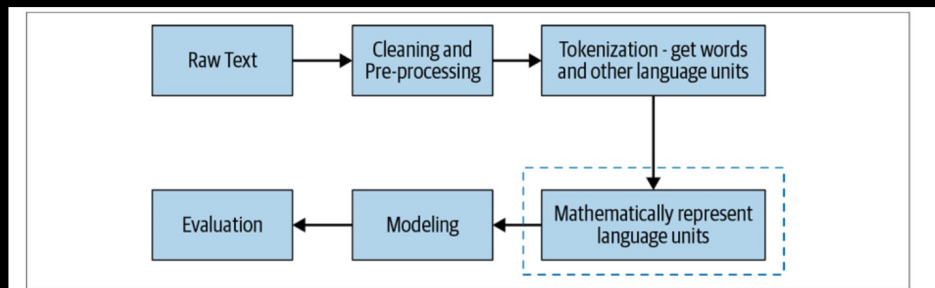 Raw Text
Cleaning and
Pre-processing
Tokenization - get words
and other language units
Mathematically represent
language units
Modeling
Evaluation